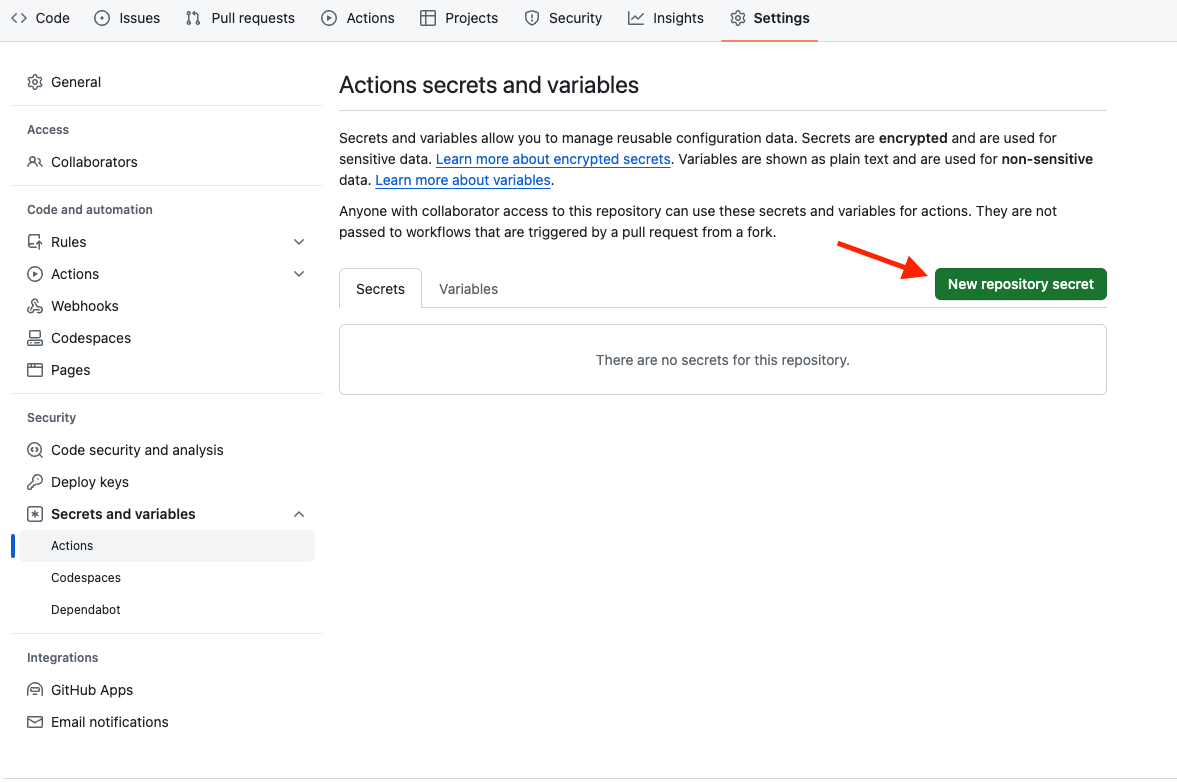 Code Issues Pull requests Actions Projects Security Insights Settings
General
Access
Collaborators
Code and automation
Rules
Actions
Webhooks
Codespaces
Pages
Security
Code security and analysis
Deploy keys
Secrets and variables
Actions
Codespaces
Dependabot
Integrations
GitHub Apps
Email notifications
Actions secrets and variables
Secrets and variables allow you to manage reusable configuration data. Secrets are encrypted and are used for
sensitive data. Learn more about encrypted secrets. Variables are shown as plain text and are used for non-sensitive
data. Learn more about variables.
Anyone with collaborator access to this repository can use these secrets and variables for actions. They are not
passed to workflows that are triggered by a pull request from a fork.
Secrets Variables New repository secret
There are no secrets for this repository.